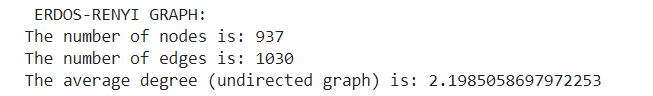 ERDOS-RENYI GRAPH:
The number of nodes is: 937
The number of edges is: 1030
The average degree (undirected graph) is: 2.1985058697972253